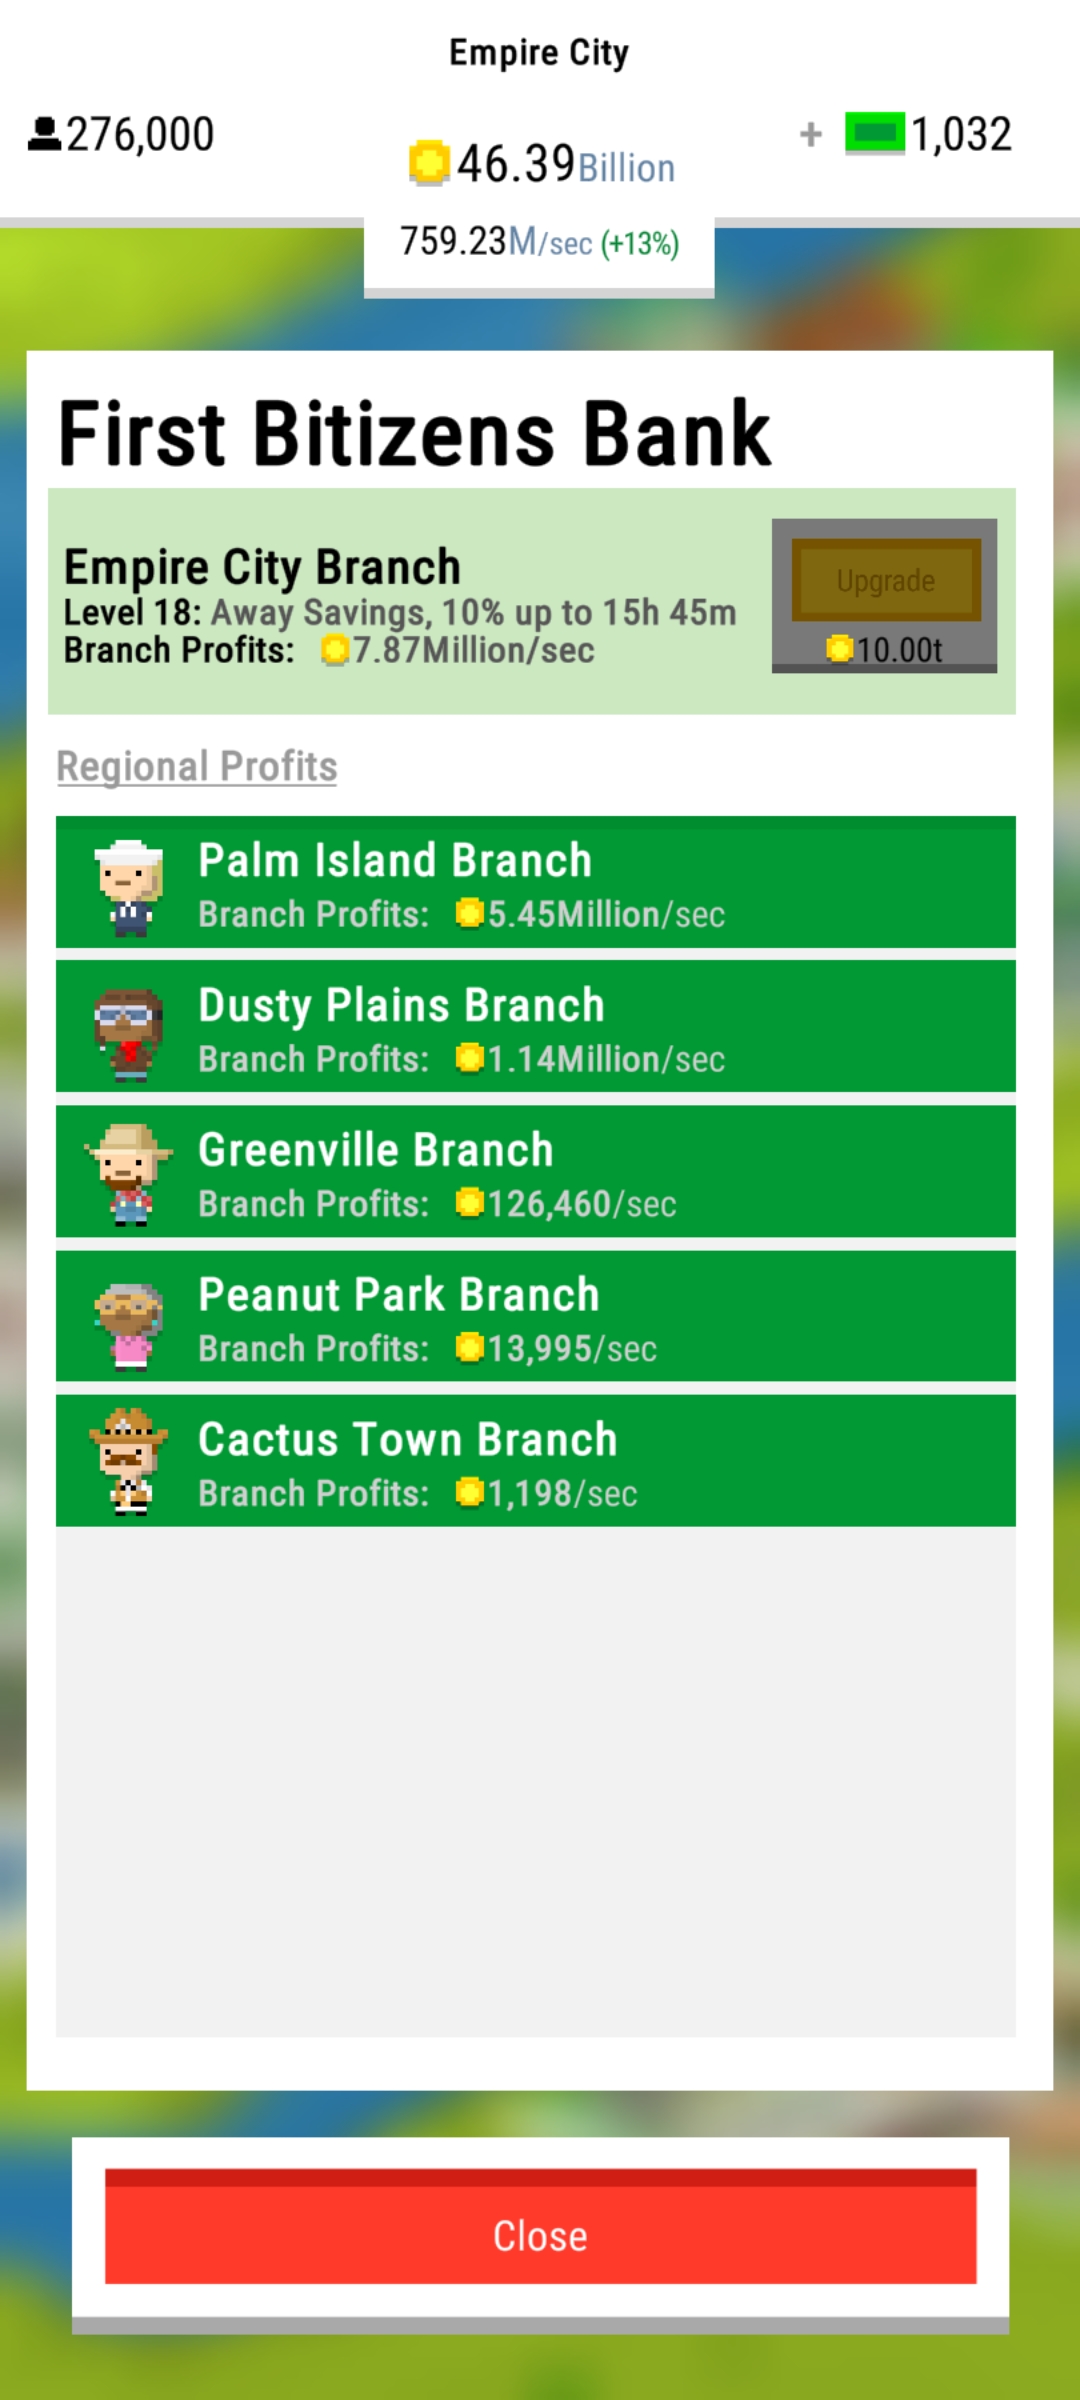 Empire City
276,000
+ 1,032
46.39Billion
759.23M/sec (+13%)
First Bitizens Bank
Empire City Branch
Level 18: Away Savings, 10% up to 15h 45m
Branch Profits: 7.87Million/sec
Upgrade
10.00t
Regional Profits
Palm Island Branch
Branch Profits: 5.45Million/sec
Dusty Plains Branch
Branch Profits: 1.14Million/sec
Greenville Branch
Branch Profits: 126,460/sec
Peanut Park Branch
Branch Profits: 13,995/sec
Cactus Town Branch
Branch Profits: 1,198/sec
Close